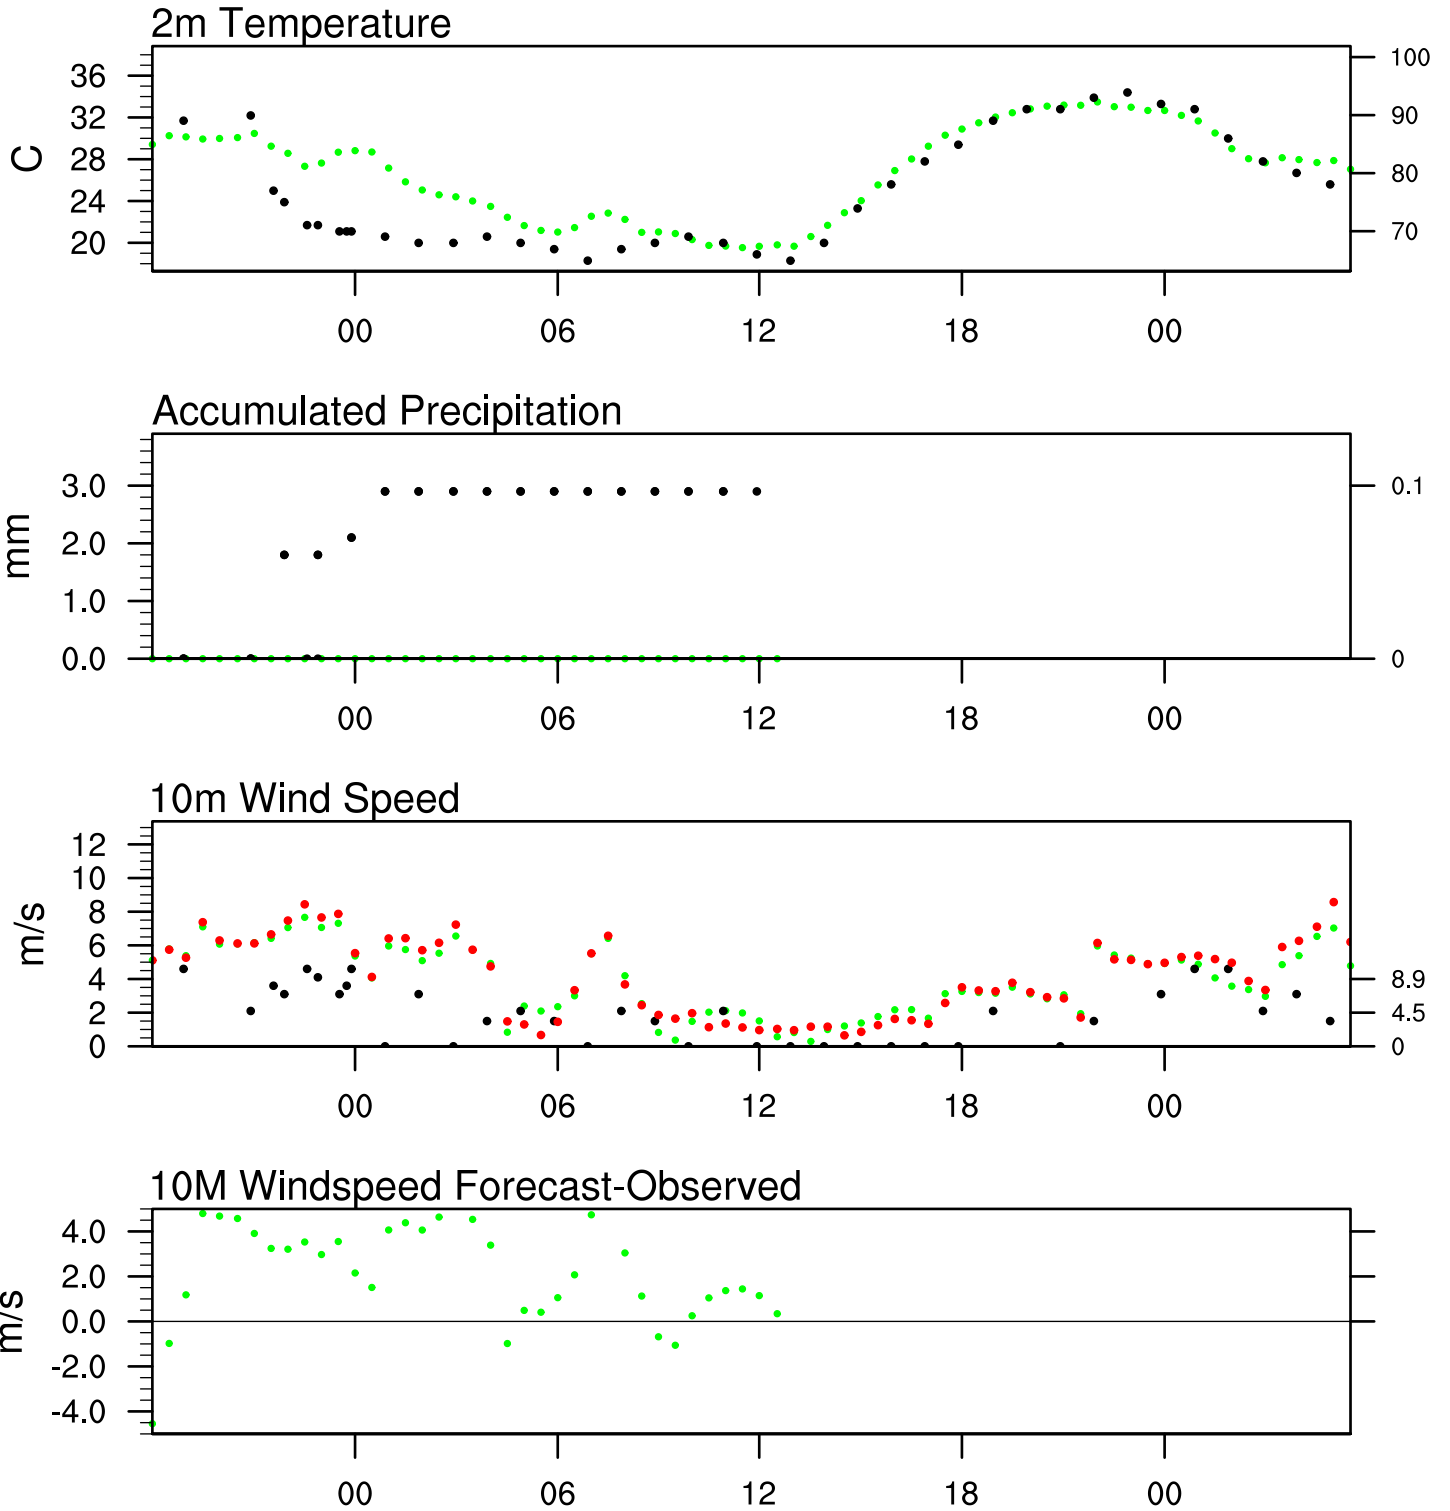 2m Temperature
36
32
28
24
20
C
100
90
80
70
00 06 12 18 00
Accumulated Precipitation
3.0
2.0
1.0
0.0
mm
0.1
0
00 06 12 18 00
10m Wind Speed
12
10
8
6
4
2
0
m/s
8.9
4.5
0
00 06 12 18 00
10M Windspeed Forecast-Observed
4.0
2.0
0.0
-2.0
-4.0
m/s
00 06 12 18 00